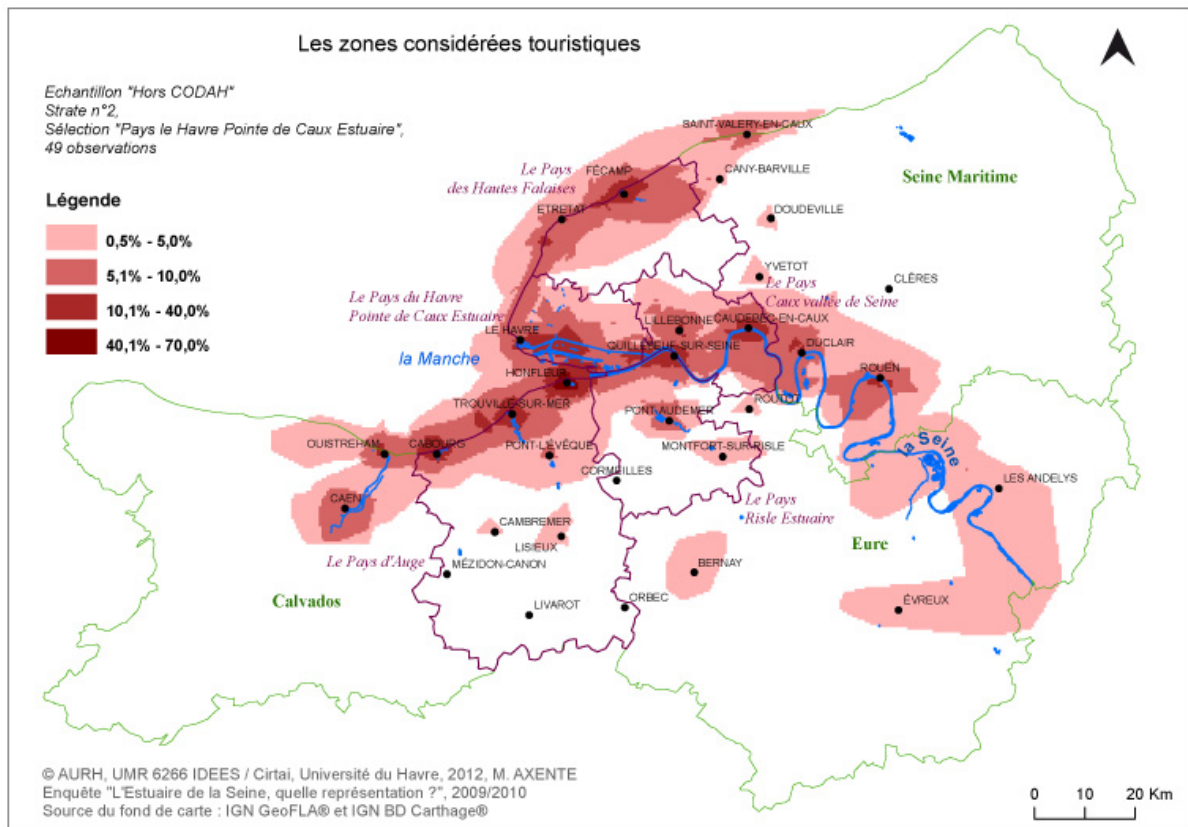 Les zones considérées touristiques
Echantillon "Hors CODAH"
Strate n°2,
Sélection "Pays le Havre Pointe de Caux Estuaire",
49 observations
Légende
0,5% - 5,0%
5,1% - 10,0%
10,1% - 40,0%
40,1% - 70,0%
SAINT-VALERY-EN-CAUX
Le Pays
des Hautes Falaises
FÉCAMP
CANY-BARVILLE
Seine Maritime
ETRETAT
DOUDEVILLE
YVETOT
CLÈRES
Le Pays
Caux vallée de Seine
Le Pays du Havre
Pointe de Caux Estuaire
LE HAVRE
LILLEBONNE
CAUDEBEC-EN-CAUX
la Manche
QUILLEBEUF-SUR-SEINE
DUCLAIR
HONFLEUR
ROUEN
TROUVILLE-SUR-MER
PONT-AUDEMER
ROUTOT
OUISTREHAM
CABOURG
PONT-L'ÉVÊQUE
MONTFORT-SUR-RISLE
la Seine
CORMEILLES
LES ANDELYS
CAEN
Le Pays
Risle Estuaire
CAMBREMER
LISIEUX
Eure
Le Pays d'Auge
MÉZIDON-CANON
BERNAY
Calvados
LIVAROT
ORBEC
ÉVREUX
© AURH, UMR 6266 IDEES / Cirtai, Université du Havre, 2012, M. AXENTE
Enquête "L'Estuaire de la Seine, quelle représentation ?", 2009/2010
Source du fond de carte : IGN GeoFLA® et IGN BD Carthage®
0 10 20 Km